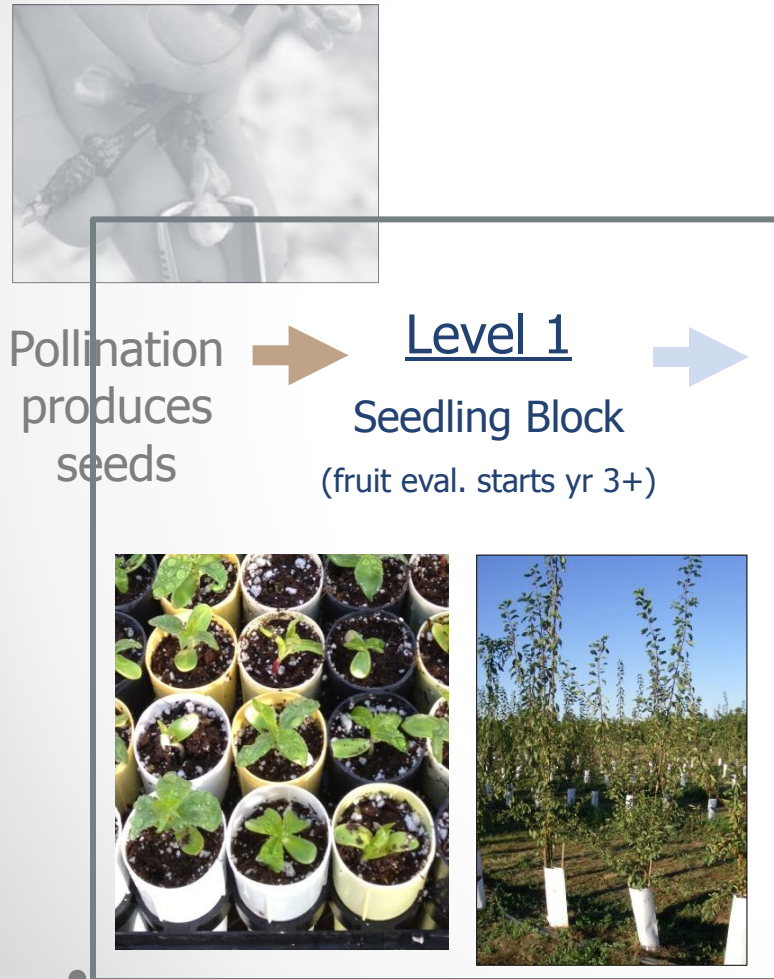 Pollination
produces
seeds
Level 1
Seedling Block
(fruit eval. starts yr 3+)